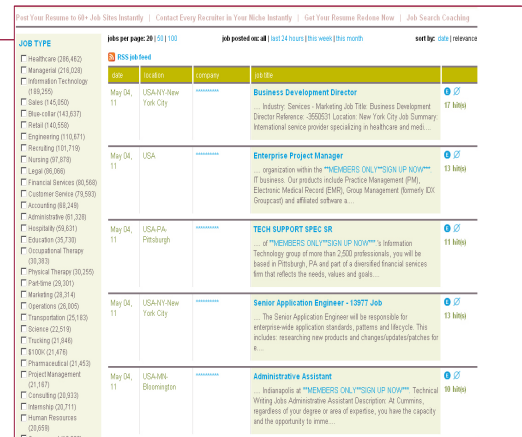 Post Your Resume to 60+ Job Sites Instantly | Contact Every Recruiter in Your Niche Instantly | Get Your Resume Redone Now | Job Search Coaching
JOB TYPE
Healthcare (286,462)
Managerial (216,028)
Information Technology
(199,255)
Sales (145,050)
Blue-collar (143,637)
Retail (140,558)
Engineering (110,671)
Recruiting (101,719)
Nursing (97,878)
Legal (86,066)
Financial Services (80,568)
Customer Service (79,593)
Accounting (68,249)
Administrative (61,328)
Hospitality (59,631)
Education (35,730)
Occupational Therapy
(30,383)
Physical Therapy (30,255)
Part-time (29,301)
Marketing (28,314)
Operations (26,805)
Transportation (25,183)
Science (22,519)
Trucking (21,846)
$100K (21,476)
Pharmaceutical (21,453)
Project Management
(21,167)
Consulting (20,933)
Internship (20,711)
Human Resources
(20,659)
jobs per page: 20 | 50 | 100
job posted on: all | last 24 hours | this week | this month
sort by: date | relevance
RSS job feed
date location company job title
May 04,
11
USA-NY-New
York City
**********
Business Development Director
.... Industry: Services - Marketing Job Title: Business Development
Director Reference: -3550531 Location: New York City Job Summary:
International service provider specializing in healthcare and medi....
17 hit(s)
May 04,
11
USA
**********
Enterprise Project Manager
.... organization within the **MEMBERS ONLY**SIGN UP NOW***.
IT business. Our products include Practice Management (PM),
Electronic Medical Record (EMR), Group Management (formerly IDX
Groupcast) and affiliated software a....
13 hit(s)
May 04,
11
USA-PA-
Pittsburgh
**********
TECH SUPPORT SPEC SR
.... of **MEMBERS ONLY**SIGN UP NOW***.'s Information
Technology group of more than 2,500 professionals, you will be
based in Pittsburgh, PA and part of a diversified financial services
firm that reflects the needs, values and goals....
11 hit(s)
May 04,
11
USA-NY-New
York City
**********
Senior Application Engineer - 13977 Job
.... The Senior Application Engineer will be responsible for
enterprise-wide application standards, patterns and lifecycle. This
includes: researching new products and changes/updates/patches for
e....
13 hit(s)
May 04,
11
USA-MN-
Bloomington
**********
Administrative Assistant
.... Indianapolis at **MEMBERS ONLY**SIGN UP NOW***. Technical
Writing Jobs Administrative Assistant Description: At Cummins,
regardless of your degree or area of expertise, you have the capacity
and the opportunity to imme....
10 hit(s)